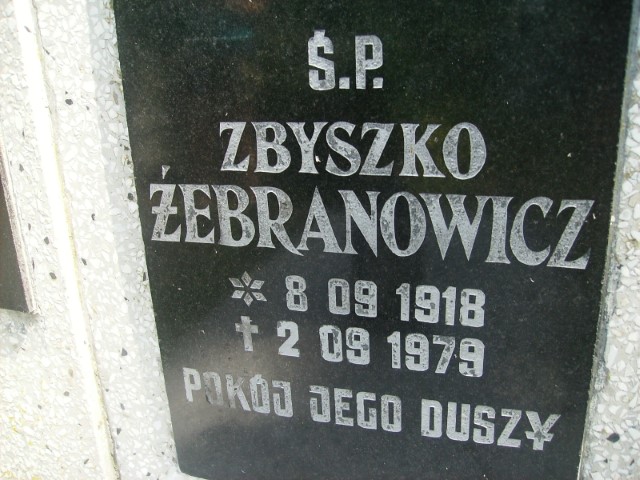 Ś.P.
ZBYSZKO
ŻEBRANOWICZ
* 8 09 1918
† 2 09 1979
POKÓJ JEGO DUSZY